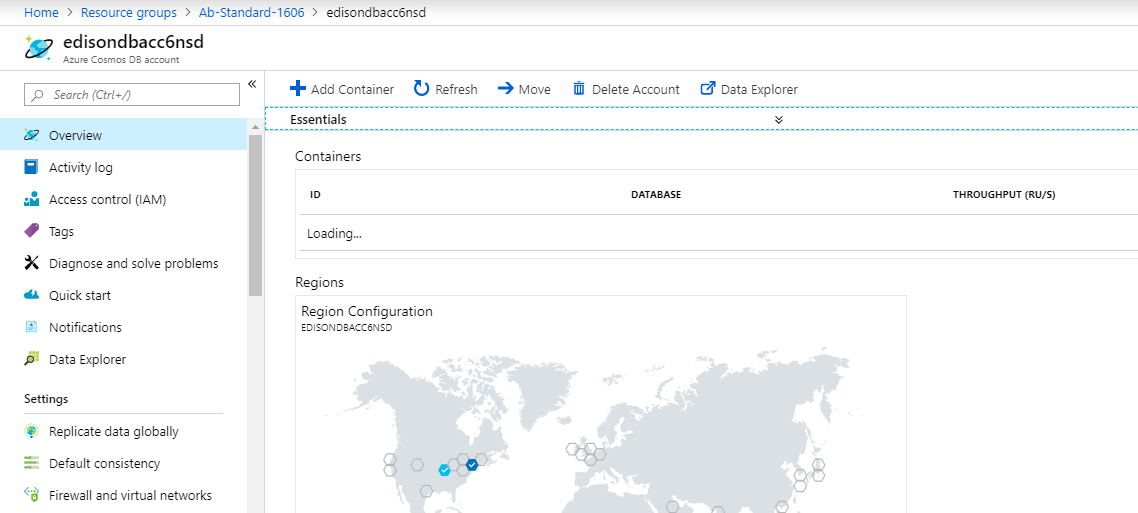 Home > Resource groups > Ab-Standard-1606 > edisondbacc6nsd
edisondbacc6nsd
Azure Cosmos DB account
Search (Ctrl+/)
Overview
Activity log
Access control (IAM)
Tags
Diagnose and solve problems
Quick start
Notifications
Data Explorer
Settings
Replicate data globally
Default consistency
Firewall and virtual networks
Add Container Refresh Move Delete Account Data Explorer
Essentials
Containers
ID DATABASE THROUGHPUT (RU/S)
Loading...
Regions
Region Configuration
EDISONDBACC6NSD